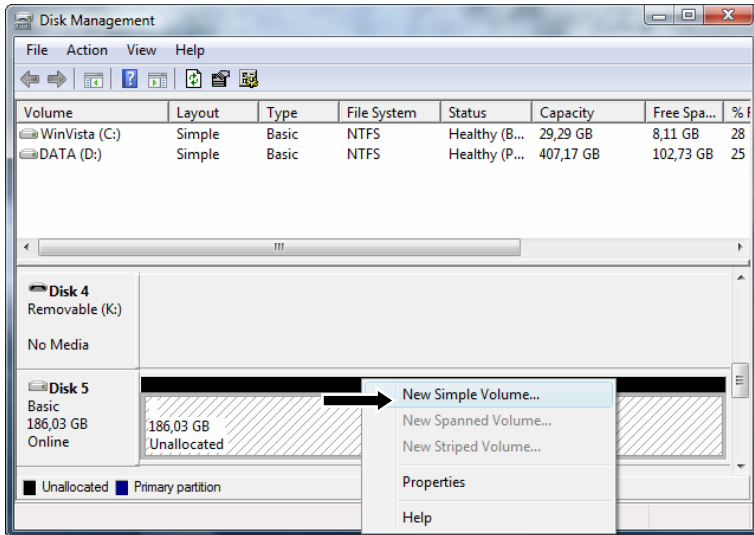 Disk Management
File Action View Help
Volume Layout Type File System Status Capacity Free Spa... %
WinVista (C:) Simple Basic NTFS Healthy (B... 29,29 GB 8,11 GB 28
DATA (D:) Simple Basic NTFS Healthy (P... 407,17 GB 102,73 GB 25
Disk 4
Removable (K:)
No Media
Disk 5
Basic
186,03 GB
Online
186,03 GB
Unallocated
New Simple Volume...
New Spanned Volume...
New Striped Volume...
Properties
Help
Unallocated Primary partition